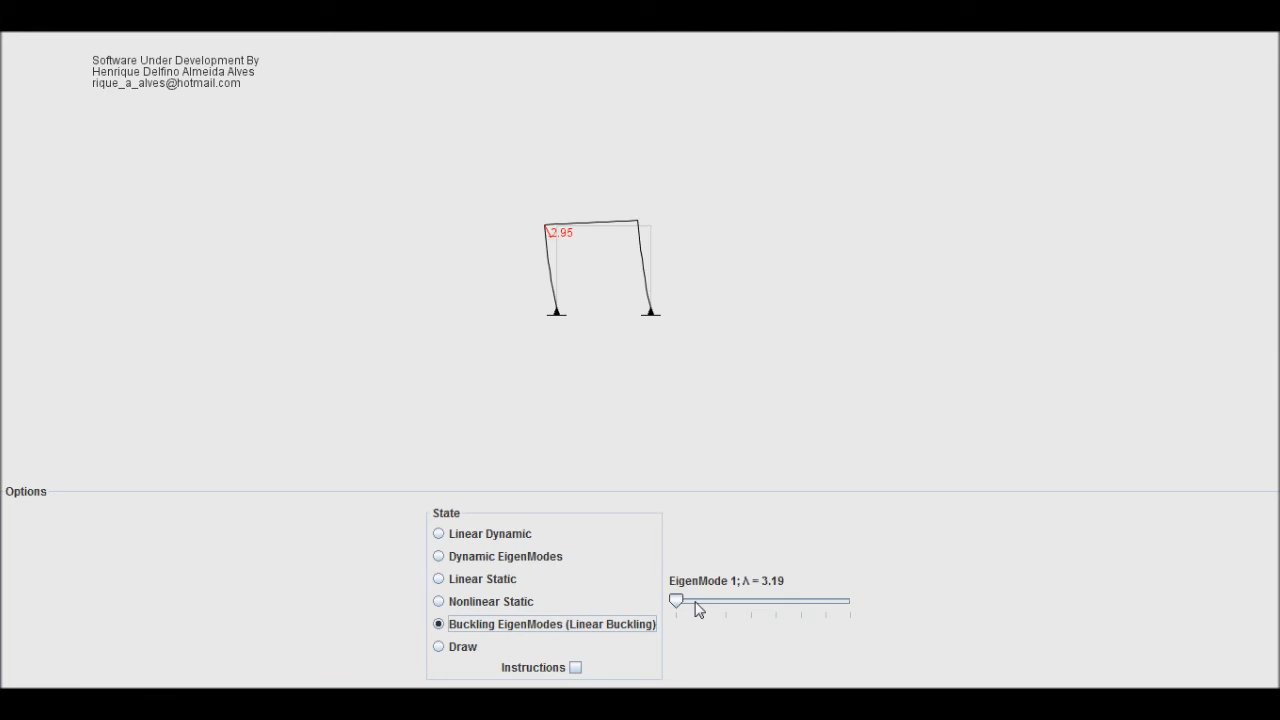 Software Under Development By
Henrique Delfino Almeida Alves
rique_a_alves@hotmail.com
2.95
Options
State
Linear Dynamic
Dynamic EigenModes
Linear Static
Nonlinear Static
Buckling EigenModes (Linear Buckling)
Draw
Instructions
EigenMode 1; Λ = 3.19